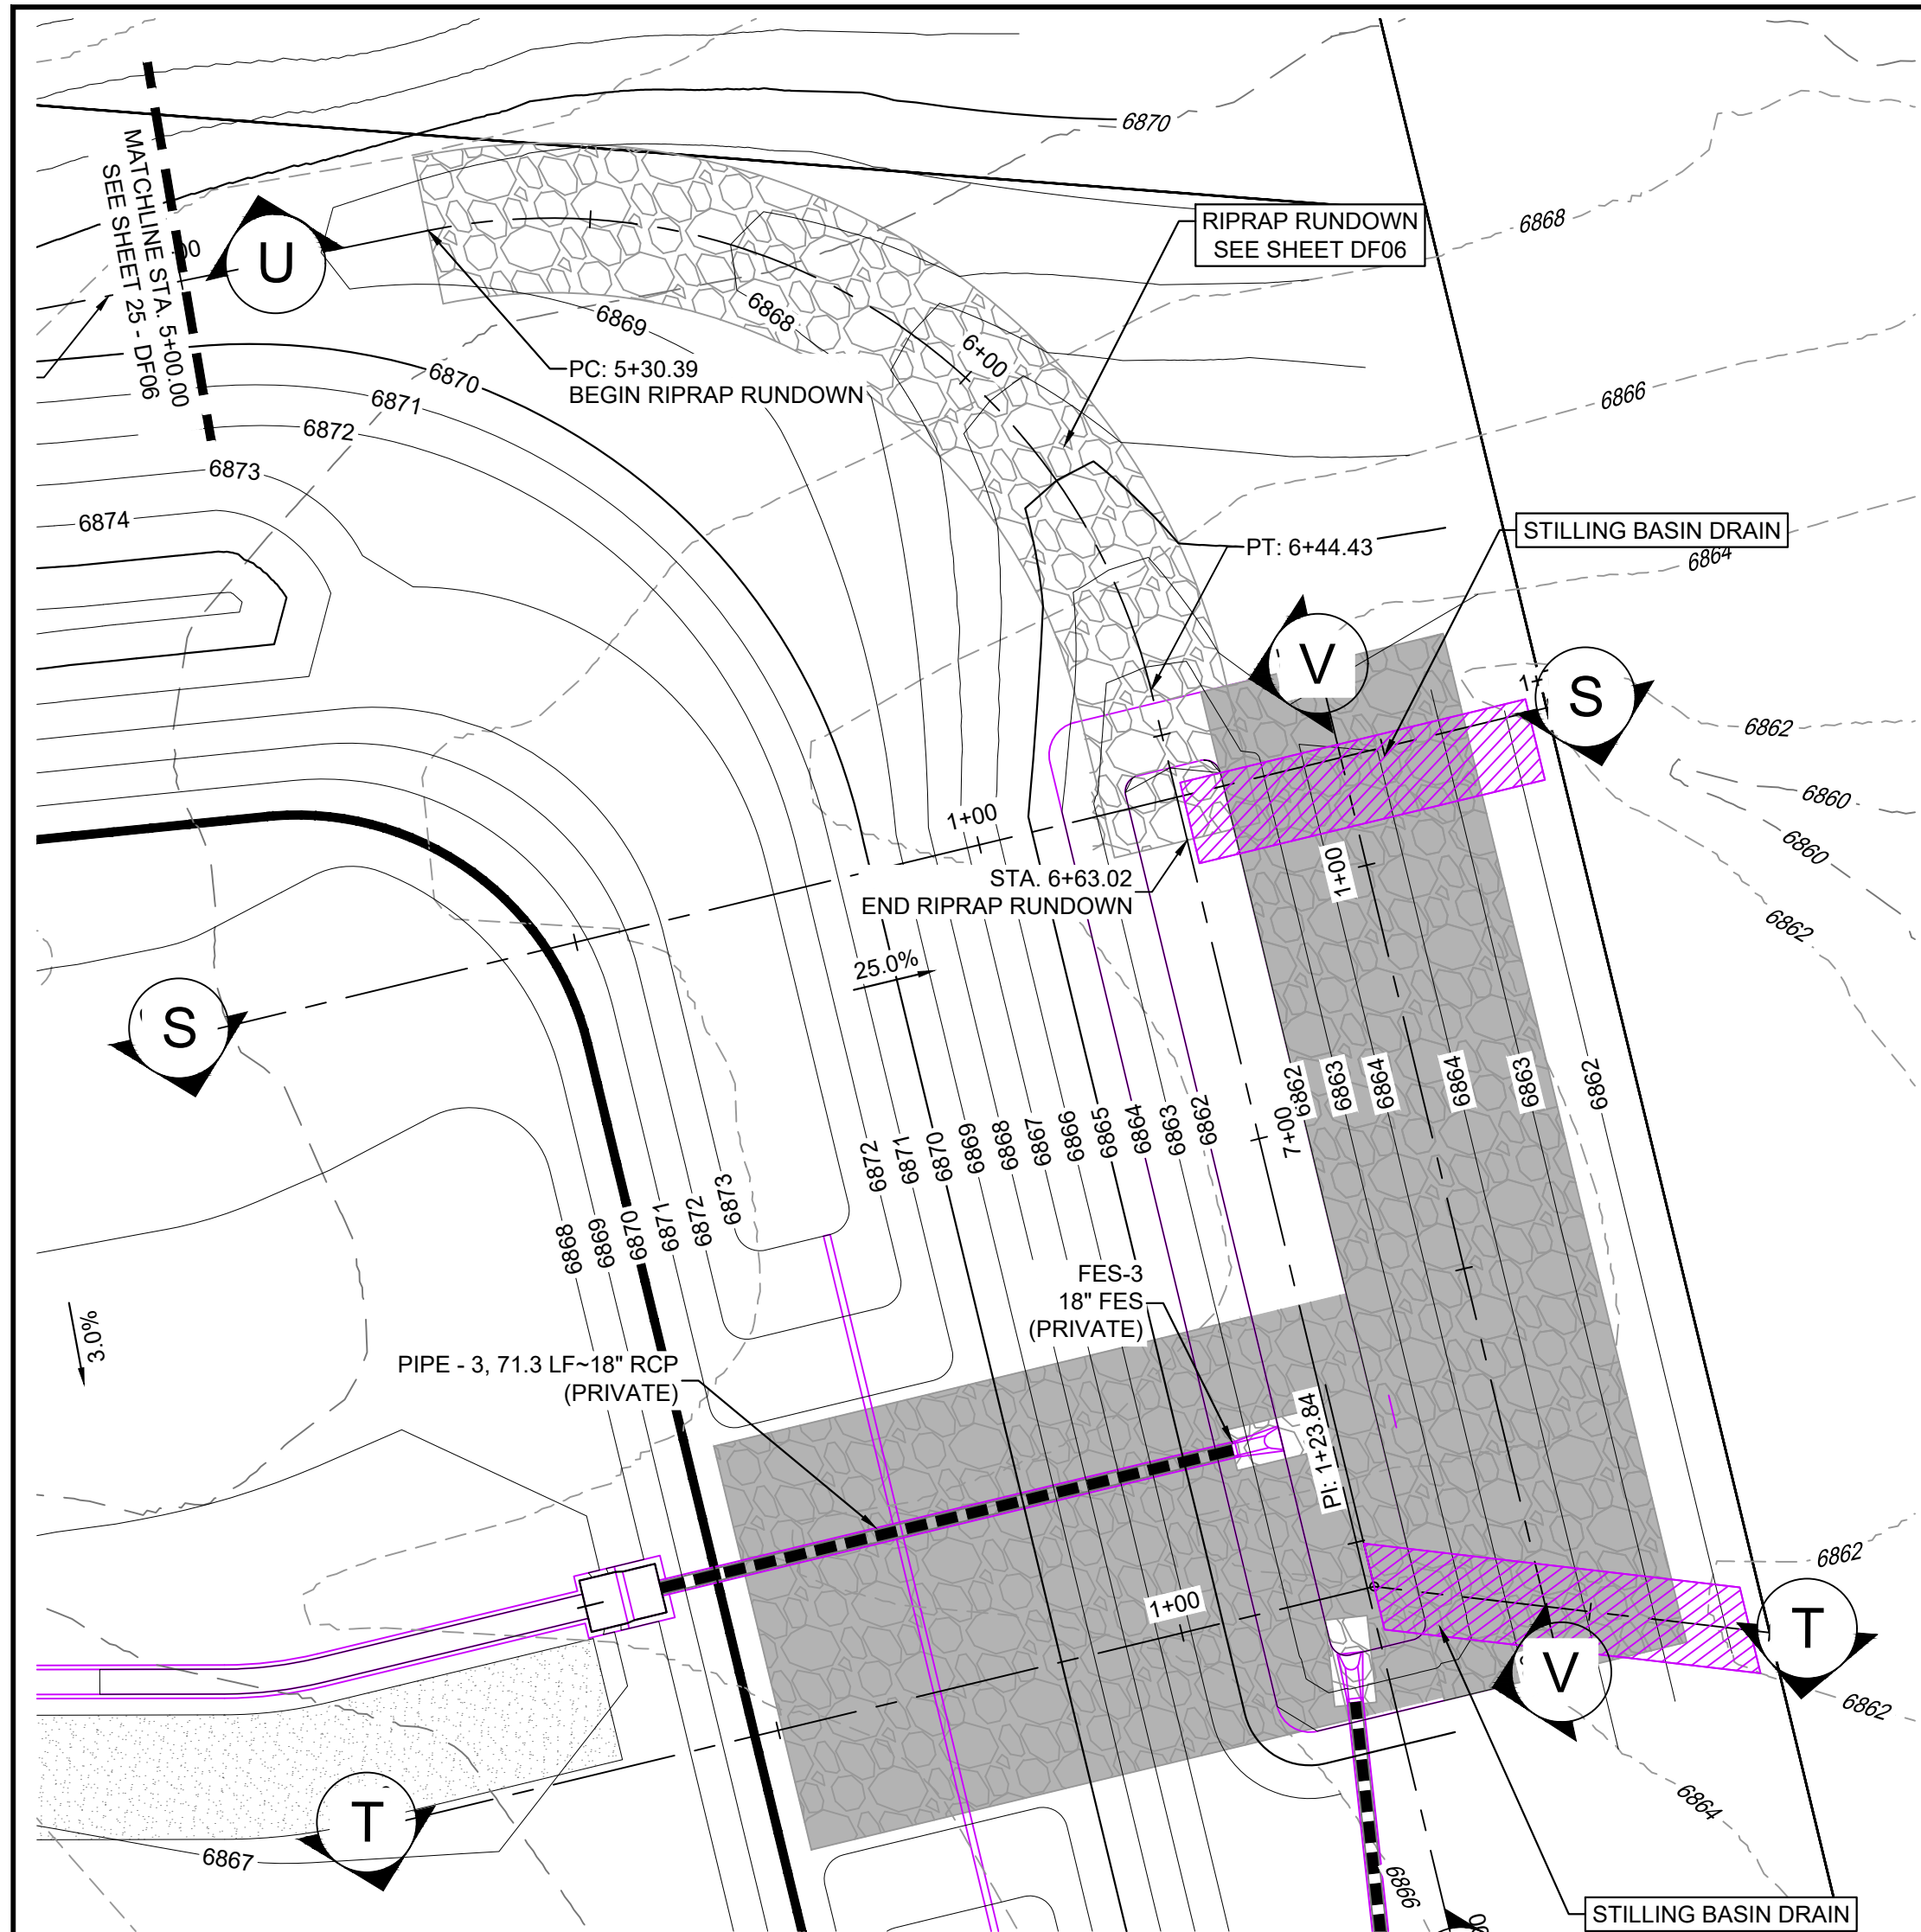 6870
MATCHLINE STA. 5+00.00
SEE SHEET 25 - DF06
U
RIPRAP RUNDOWN
SEE SHEET DF06
6868
6869
6868
6+00
PC: 5+30.39
BEGIN RIPRAP RUNDOWN
6866
6870
6871
6872
6873
6874
PT: 6+44.43
STILLING BASIN DRAIN
6864
V
S
6862
6860
6860
6862
1+00
1+00
STA. 6+63.02
END RIPRAP RUNDOWN
25.0%
S
6868
6869
6870
6871
6872
6873
6872
6871
6870
6869
6868
6867
6866
6865
6864
6863
6862
7+00
6862
6863
6864
6864
6863
6862
3.0%
FES-3
18" FES
(PRIVATE)
PIPE - 3, 71.3 LF~18" RCP
(PRIVATE)
PI: 1+23.84
1+00
6862
T
V
6862
T
6864
6867
6866
STILLING BASIN DRAIN